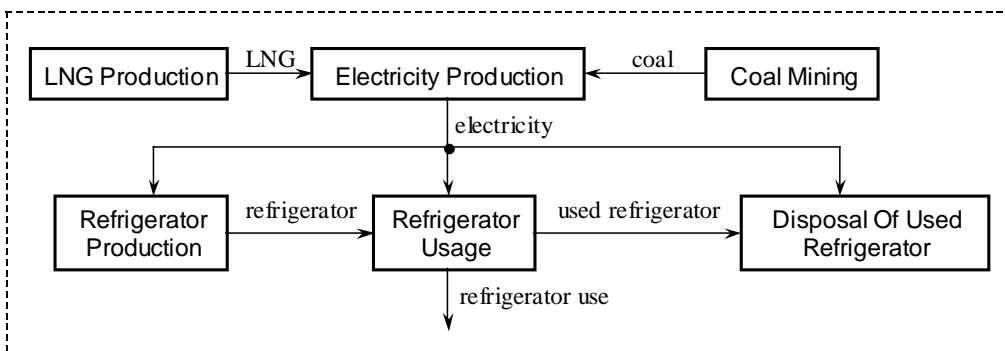 LNG Production
LNG
Electricity Production
coal
Coal Mining
electricity
Refrigerator
Production
refrigerator
Refrigerator
Usage
used refrigerator
Disposal Of Used
Refrigerator
refrigerator use